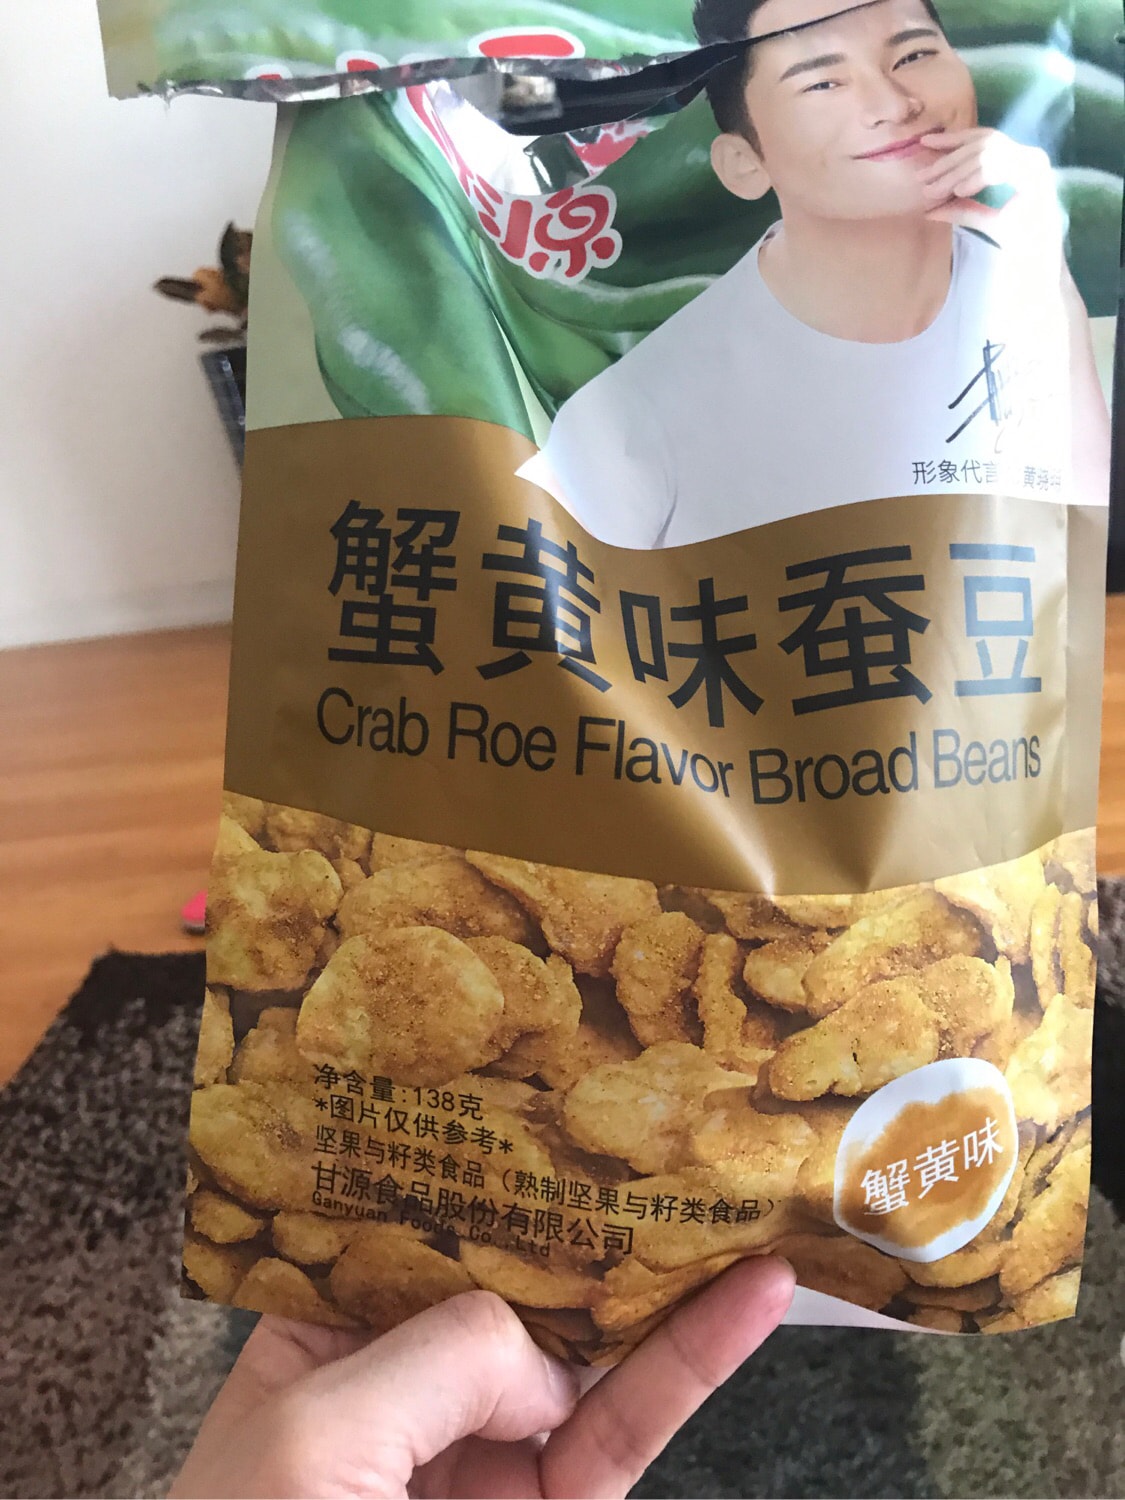 源
形象代言 黄晓
蟹黄味蚕豆
Crab Roe Flavor Broad Beans
净含量:138克
*图片仅供参考*
坚果与籽类食品（熟制坚果与籽类食品）
甘源食品股份有限公司
Ganyuan Foods Co.,Ltd
蟹黄味